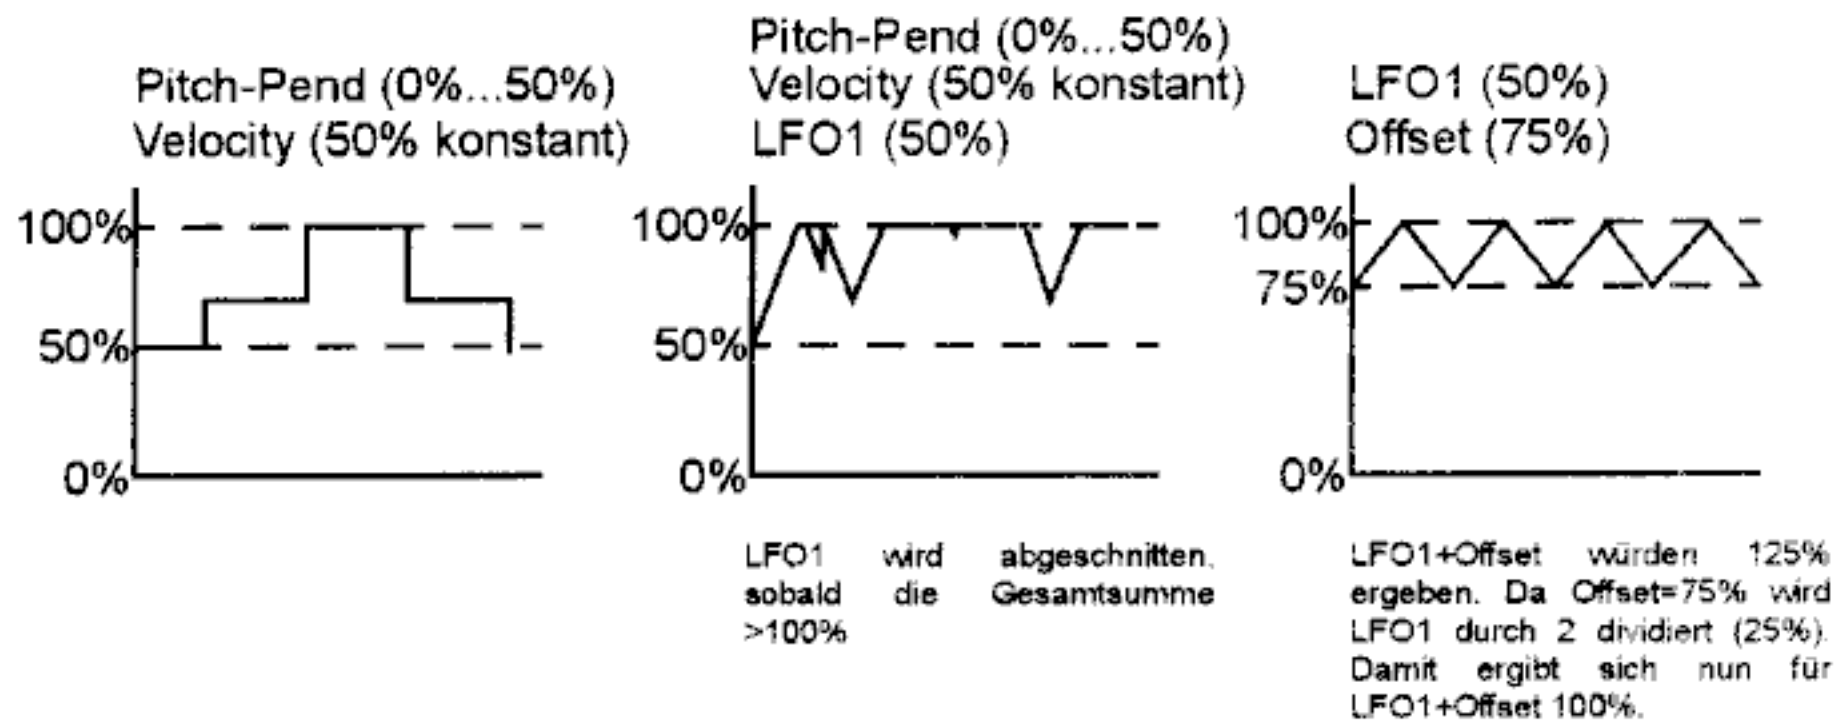 Pitch-Pend (0%...50%)
Velocity (50% konstant)
100%
50%
0%
Pitch-Pend (0%...50%)
Velocity (50% konstant)
LFO1 (50%)
100%
50%
0%
LFO1 wird abgeschnitten,
sobald die Gesamtsumme
>100%
LFO1 (50%)
Offset (75%)
100%
75%
0%
LFO1+Offset würden 125%
ergeben. Da Offset=75% wird
LFO1 durch 2 dividiert (25%).
Damit ergibt sich nun für
LFO1+Offset 100%.